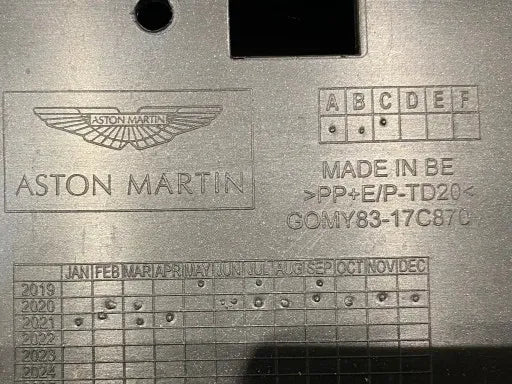 ASTON MARTIN
ASTON MARTIN
A B C D E F
MADE IN BE
>PP+E/P-TD20<
GOMY83-17C870
JAN FEB MAR APR MAY JUN JUL AUG SEP OCT NOV DEC
2019
2020
2021
2022
2023
2024